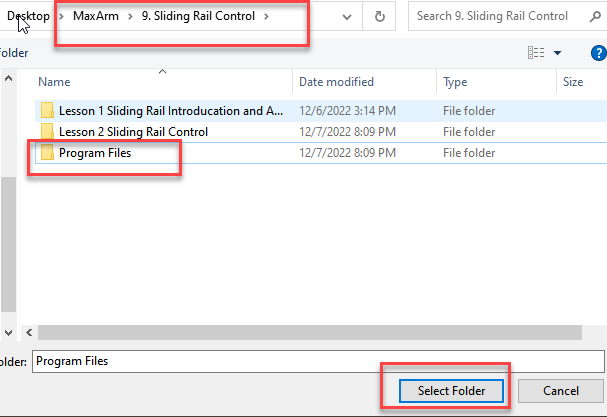 Desktop > MaxArm > 9. Sliding Rail Control > Search 9. Sliding Rail Control
older
Name Date modified Type Size
Lesson 1 Sliding Rail Introducation and A... 12/6/2022 3:14 PM File folder
Lesson 2 Sliding Rail Control 12/7/2022 8:09 PM File folder
Program Files 12/7/2022 8:09 PM File folder
older: Program Files
Select Folder Cancel